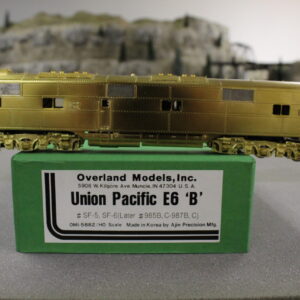 Overland Models, Inc.
5908 W. Kilgore Ave. Muncie, IN 47304 U. S. A.
Union Pacific E6 'B'
# SF-5, SF-6(Later # 985B, C-987B, C)
OMI 5882 : HO Scale Made in Korea by Ajin Precision Mfg.